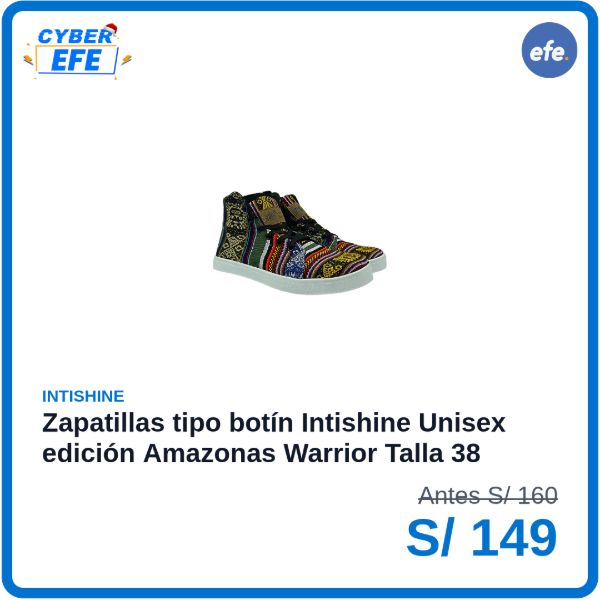 CYBER
EFE
efe.
INTISHINE
Zapatillas tipo botín Intishine Unisex
edición Amazonas Warrior Talla 38
Antes S/ 160
S/ 149